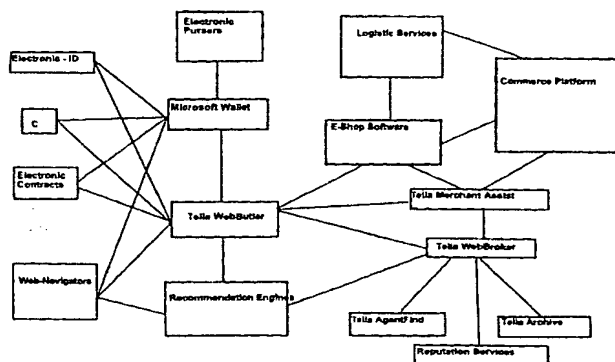 Electronic
Pursers
Logistic Services
Electronic - ID
Commerce Platform
Microsoft Wallet
C
E-Shop Software
Electronic
Contracts
Telia Merchant Assist
Telia WebButler
Telia WebBroker
Web-Navigators
Recommendation Engines
Telia AgentFind
Telia Archive
Reputation Services